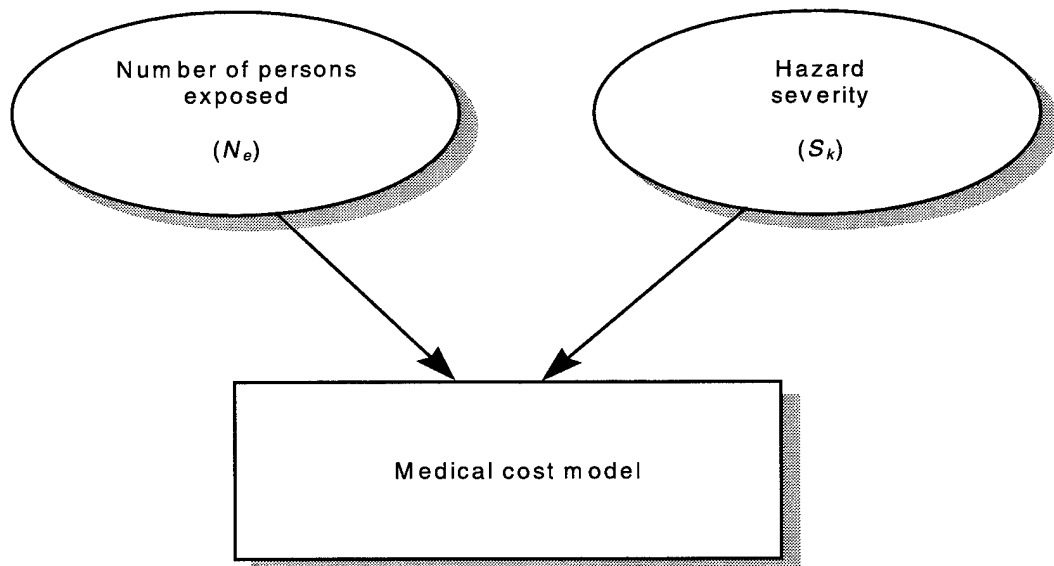 Number of persons
exposed
(Ne)
Hazard
severity
(Sk)
Medical cost model